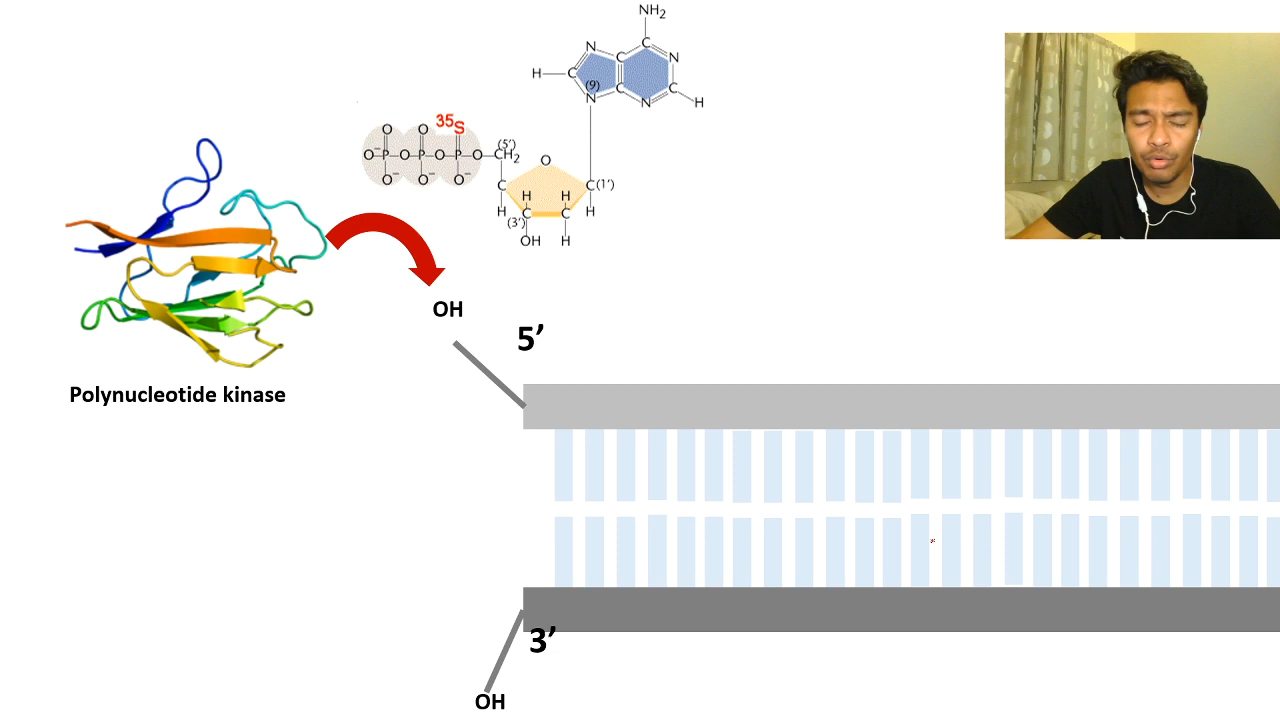 NH2
N
C
N
H
C
C
(9)
C
N
C
N
H
35S
O
O
(5')
O−
P
O
P
O
P
O
CH2
O
O−
O−
O−
C
H
H
C
(1')
H
C
C
H
(3')
OH
H
OH
5’
Polynucleotide kinase
3’
OH